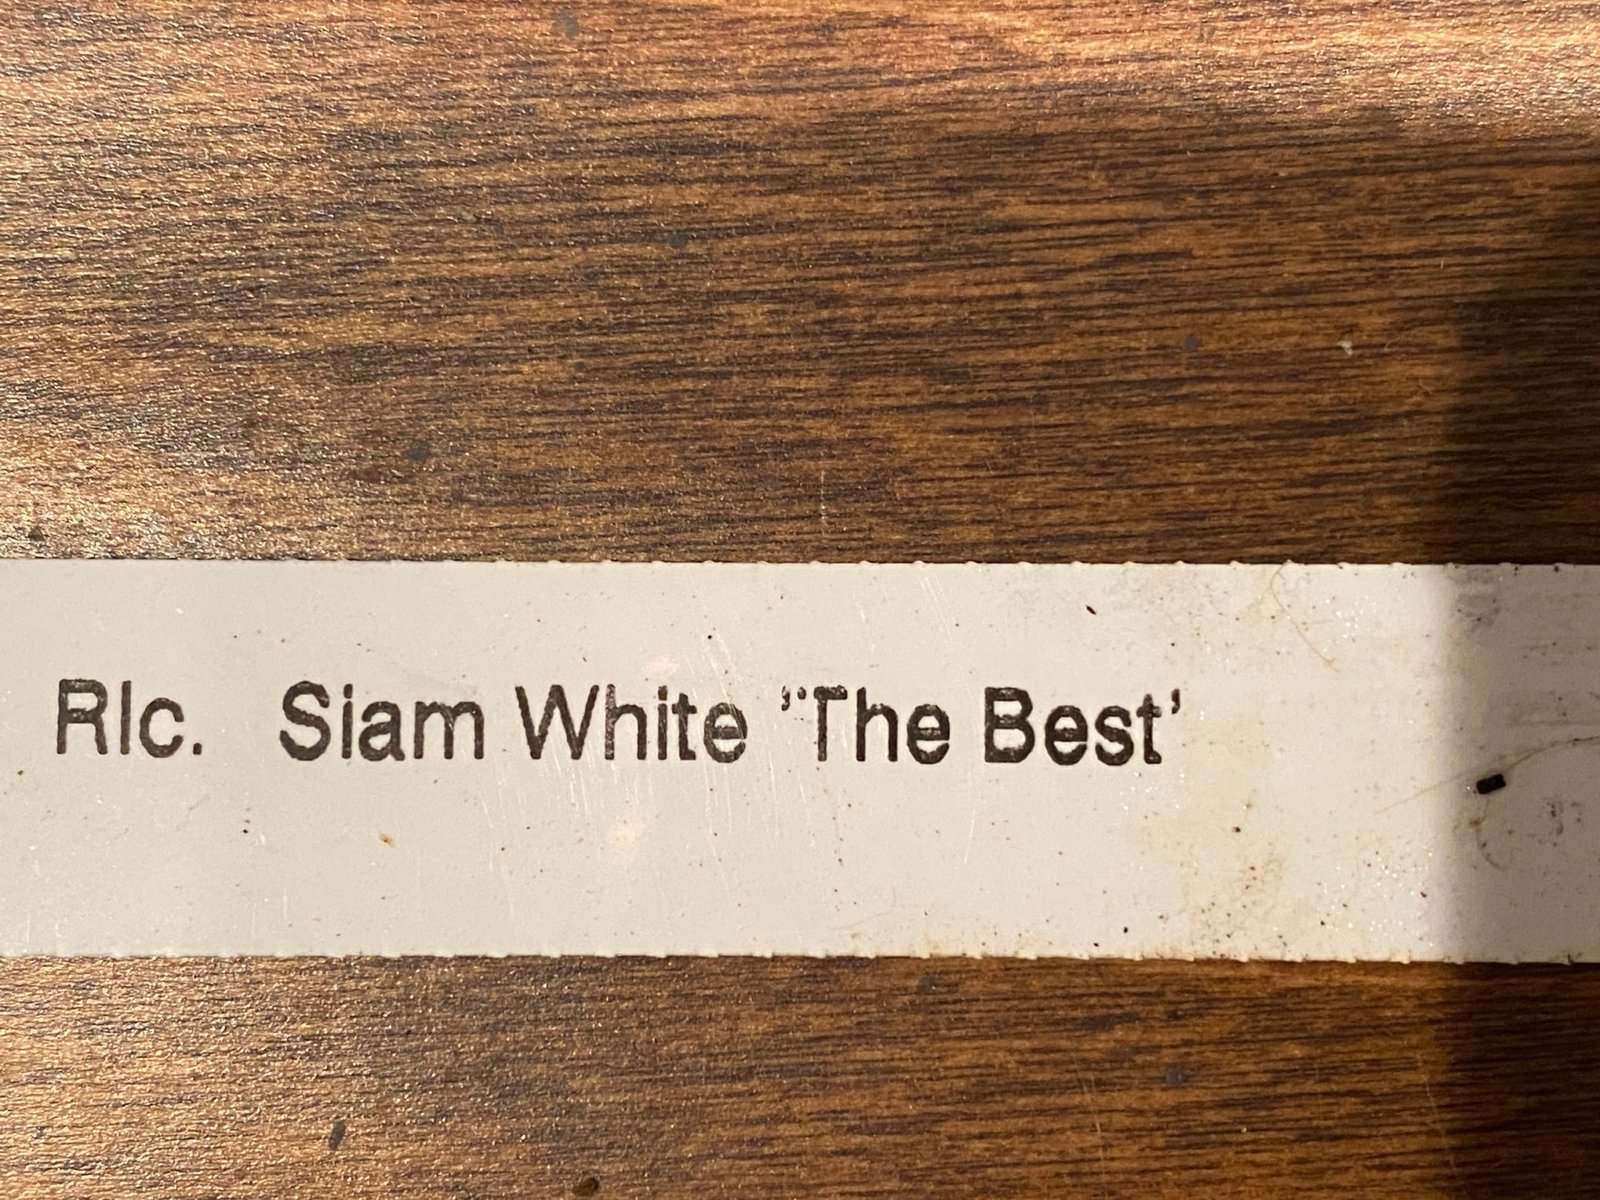 Rlc. Siam White "The Best'